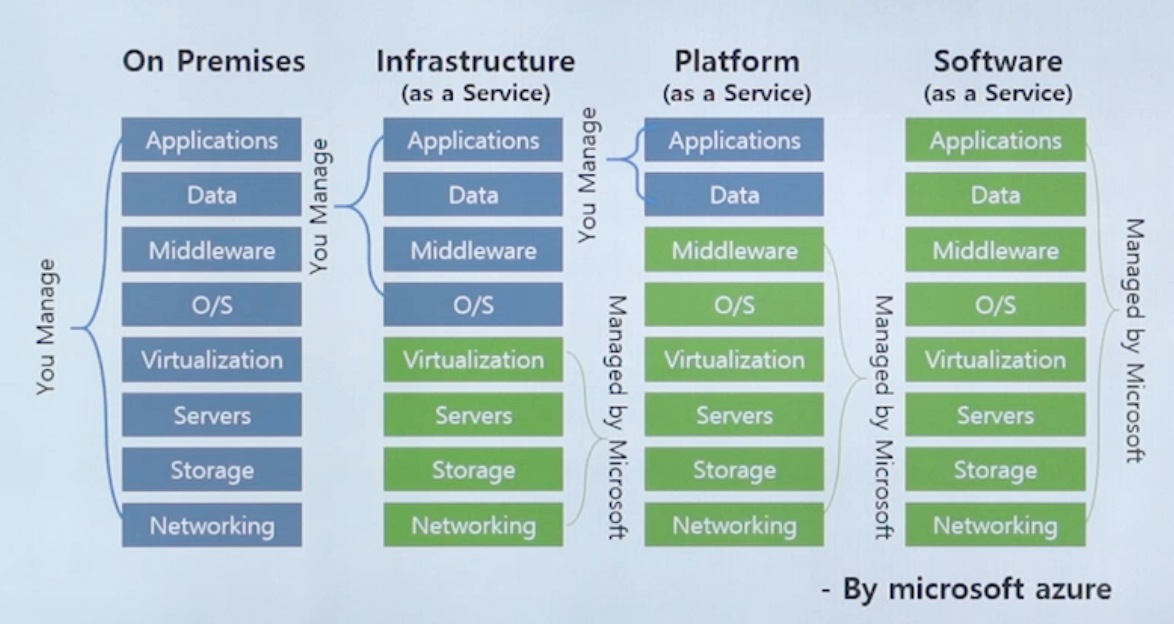 On Premises
Applications
Data
Middleware
O/S
Virtualization
Servers
Storage
Networking
You Manage
Infrastructure
(as a Service)
Applications
Data
Middleware
O/S
Virtualization
Servers
Storage
Networking
You Manage
Managed by Microsoft
Platform
(as a Service)
Applications
Data
Middleware
O/S
Virtualization
Servers
Storage
Networking
You Manage
Managed by Microsoft
Software
(as a Service)
Applications
Data
Middleware
O/S
Virtualization
Servers
Storage
Networking
Managed by Microsoft
- By microsoft azure